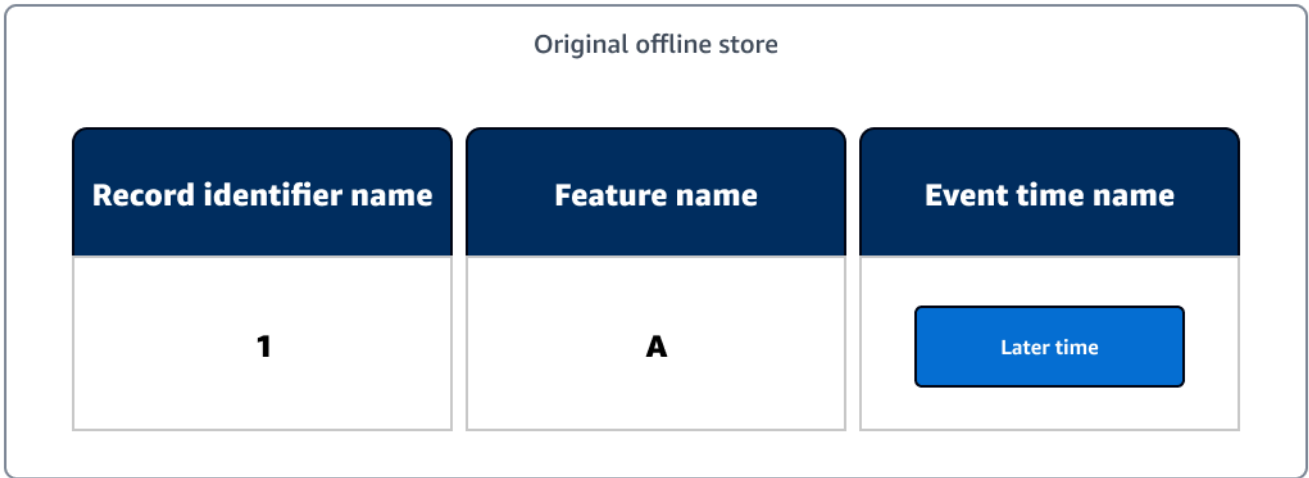 Original offline store
Record identifier name
Feature name
Event time name
1
A
Later time